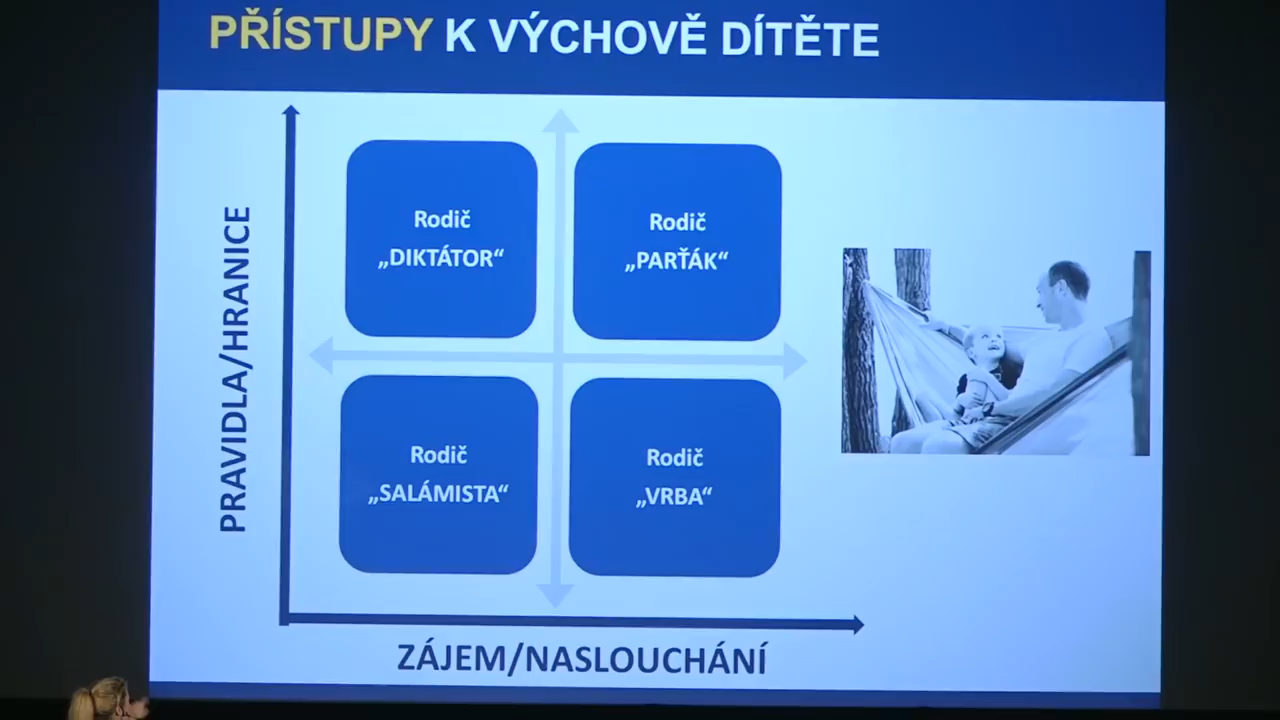 PŘÍSTUPY K VÝCHOVĚ DÍTĚTE
PRAVIDLA/HRANICE
Rodič
„DIKTÁTOR“
Rodič
„PARŤÁK“
Rodič
„SALÁMISTA“
Rodič
„VRBA“
ZÁJEM/NASLOUCHÁNÍ